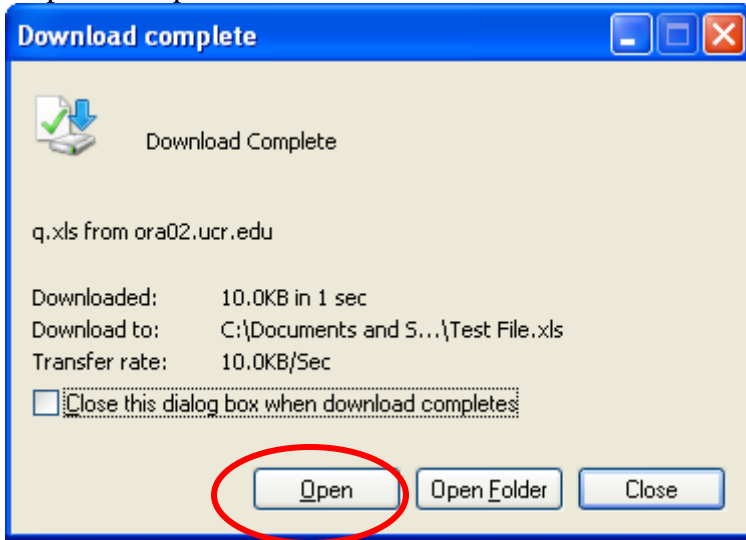 Download complete
Download Complete
q.xls from ora02.ucr.edu
Downloaded: 10.0KB in 1 sec
Download to: C:\Documents and S...\Test File.xls
Transfer rate: 10.0KB/Sec
Close this dialog box when download completes
Open Open Folder Close